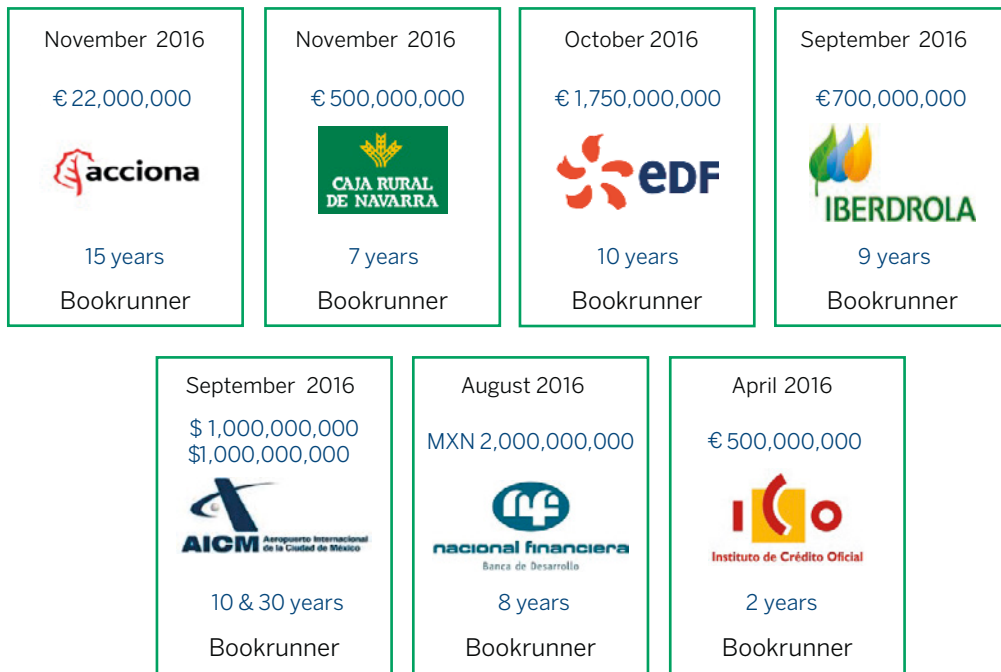 November 2016
€ 22,000,000
acciona
15 years
Bookrunner
November 2016
€ 500,000,000
CAJA RURAL
DE NAVARRA
7 years
Bookrunner
October 2016
€ 1,750,000,000
eDF
10 years
Bookrunner
September 2016
€700,000,000
IBERDROLA
9 years
Bookrunner
September 2016
$ 1,000,000,000
$1,000,000,000
AICM Aeropuerto Internacional
de la Ciudad de México
10 & 30 years
Bookrunner
August 2016
MXN 2,000,000,000
nf
nacional financiera
Banca de Desarrollo
8 years
Bookrunner
April 2016
€ 500,000,000
ICO
Instituto de Crédito Oficial
2 years
Bookrunner